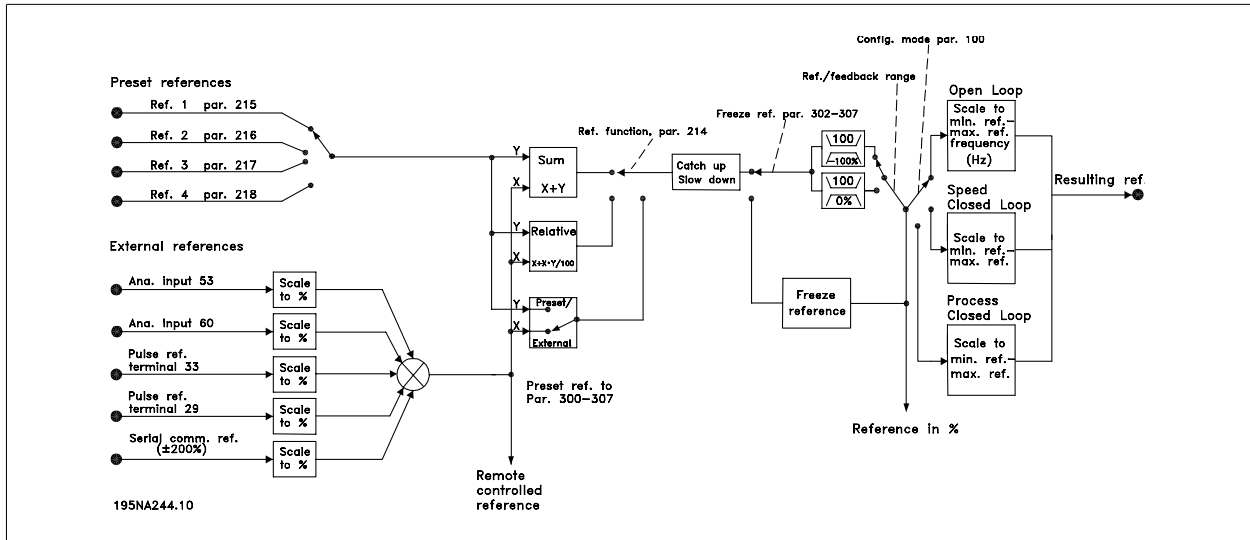 Preset references
Ref. 1 par. 215
Ref. 2 par. 216
Ref. 3 par. 217
Ref. 4 par. 218
External references
Ana. input 53
Scale
to %
Ana. input 60
Scale
to %
Pulse ref.
terminal 33
Scale
to %
Pulse ref.
terminal 29
Scale
to %
Serial comm. ref.
(±200%)
Scale
to %
195NA244.10
Y
X
Sum
X+Y
Y
X
Relative
X+X*Y/100
Y
X
Preset/
External
Preset ref. to
Par. 300-307
Remote
controlled
reference
Ref. function, par. 214
Catch up
Slow down
Freeze ref. par. 302-307
Freeze
reference
100
-100%
100
0%
Ref./feedback range
Config. mode par. 100
Reference in %
Open Loop
Scale to
min. ref.-
max. ref.
frequency
(Hz)
Speed
Closed Loop
Scale to
min. ref.-
max. ref.
Process
Closed Loop
Scale to
min. ref.-
max. ref.
Resulting ref.